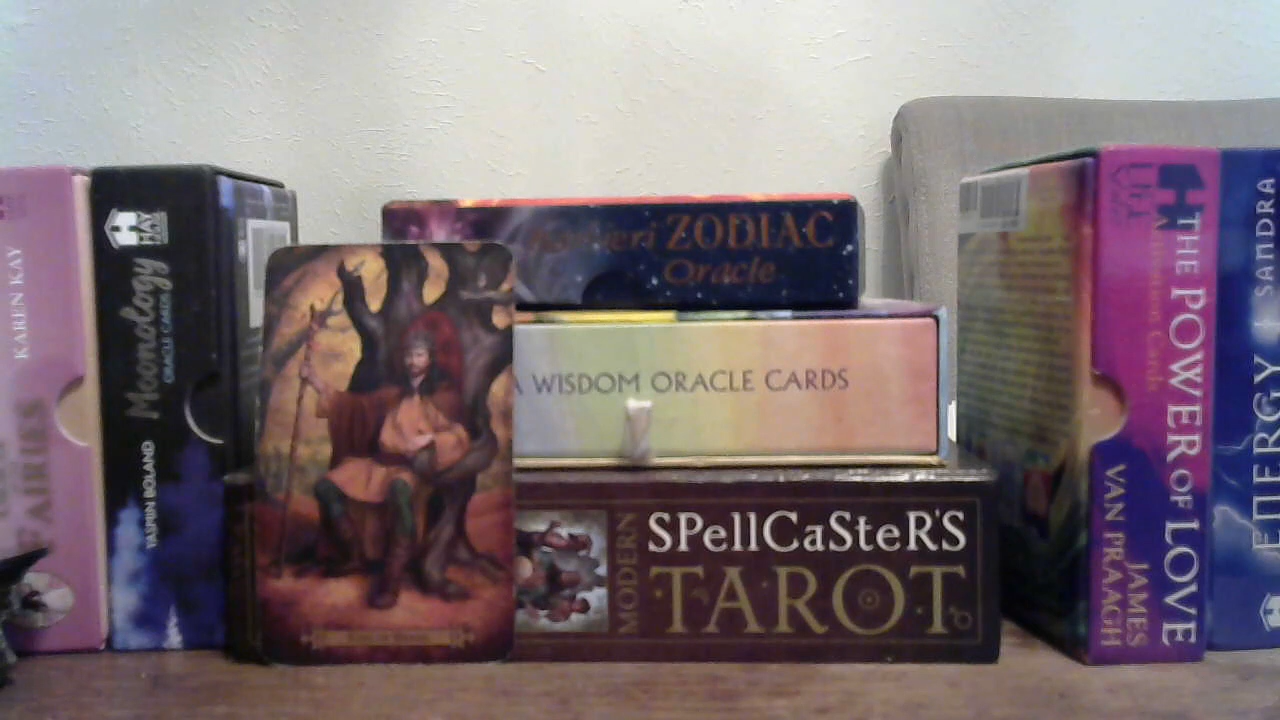 KAREN KAY
FAIRIES
HAY
Moonology
ORACLE CARDS
YASMIN BOLAND
ZODIAC
Oracle
WISDOM ORACLE CARDS
MODERN
SPellCaSteR'S
TAROT
THE POWER OF LOVE
JAMES
VAN PRAAGH
ENERGY
SANDRA